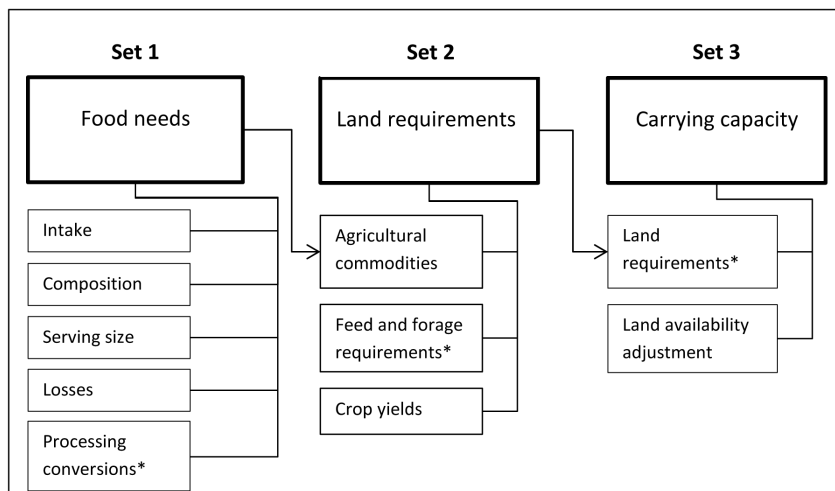 Set 1
Food needs
Intake
Composition
Serving size
Losses
Processing
conversions*
Set 2
Land requirements
Agricultural
commodities
Feed and forage
requirements*
Crop yields
Set 3
Carrying capacity
Land
requirements*
Land availability
adjustment